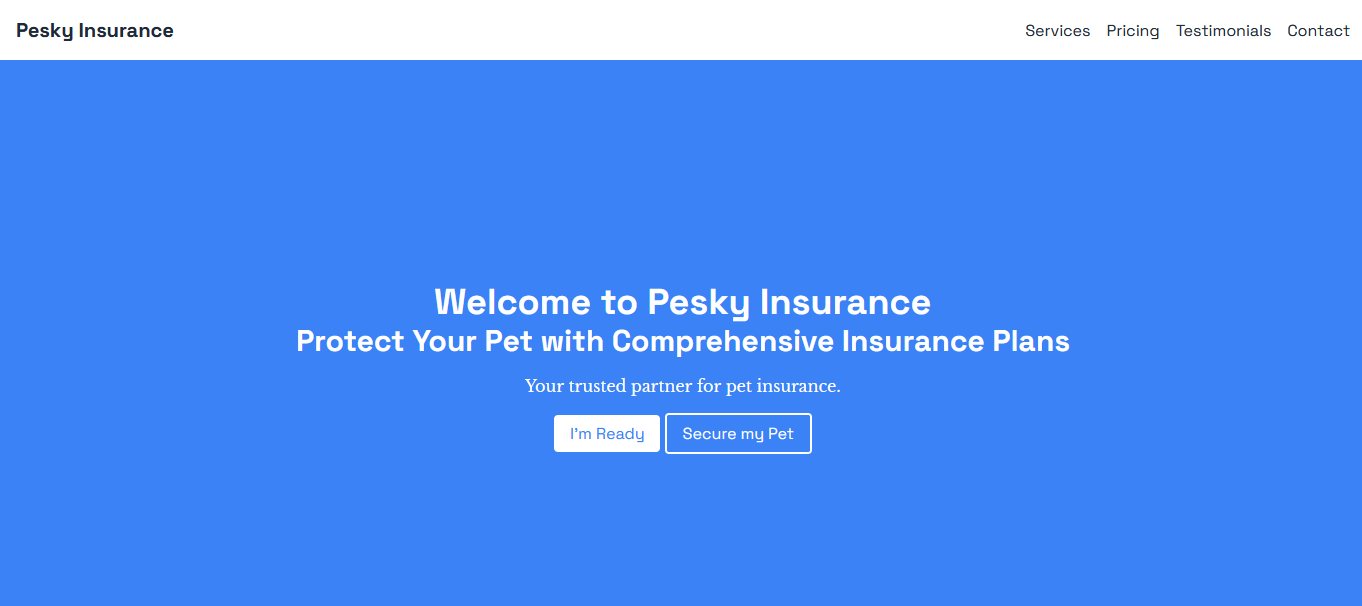 Pesky Insurance
Services Pricing Testimonials Contact
Welcome to Pesky Insurance
Protect Your Pet with Comprehensive Insurance Plans
Your trusted partner for pet insurance.
I'm Ready Secure my Pet